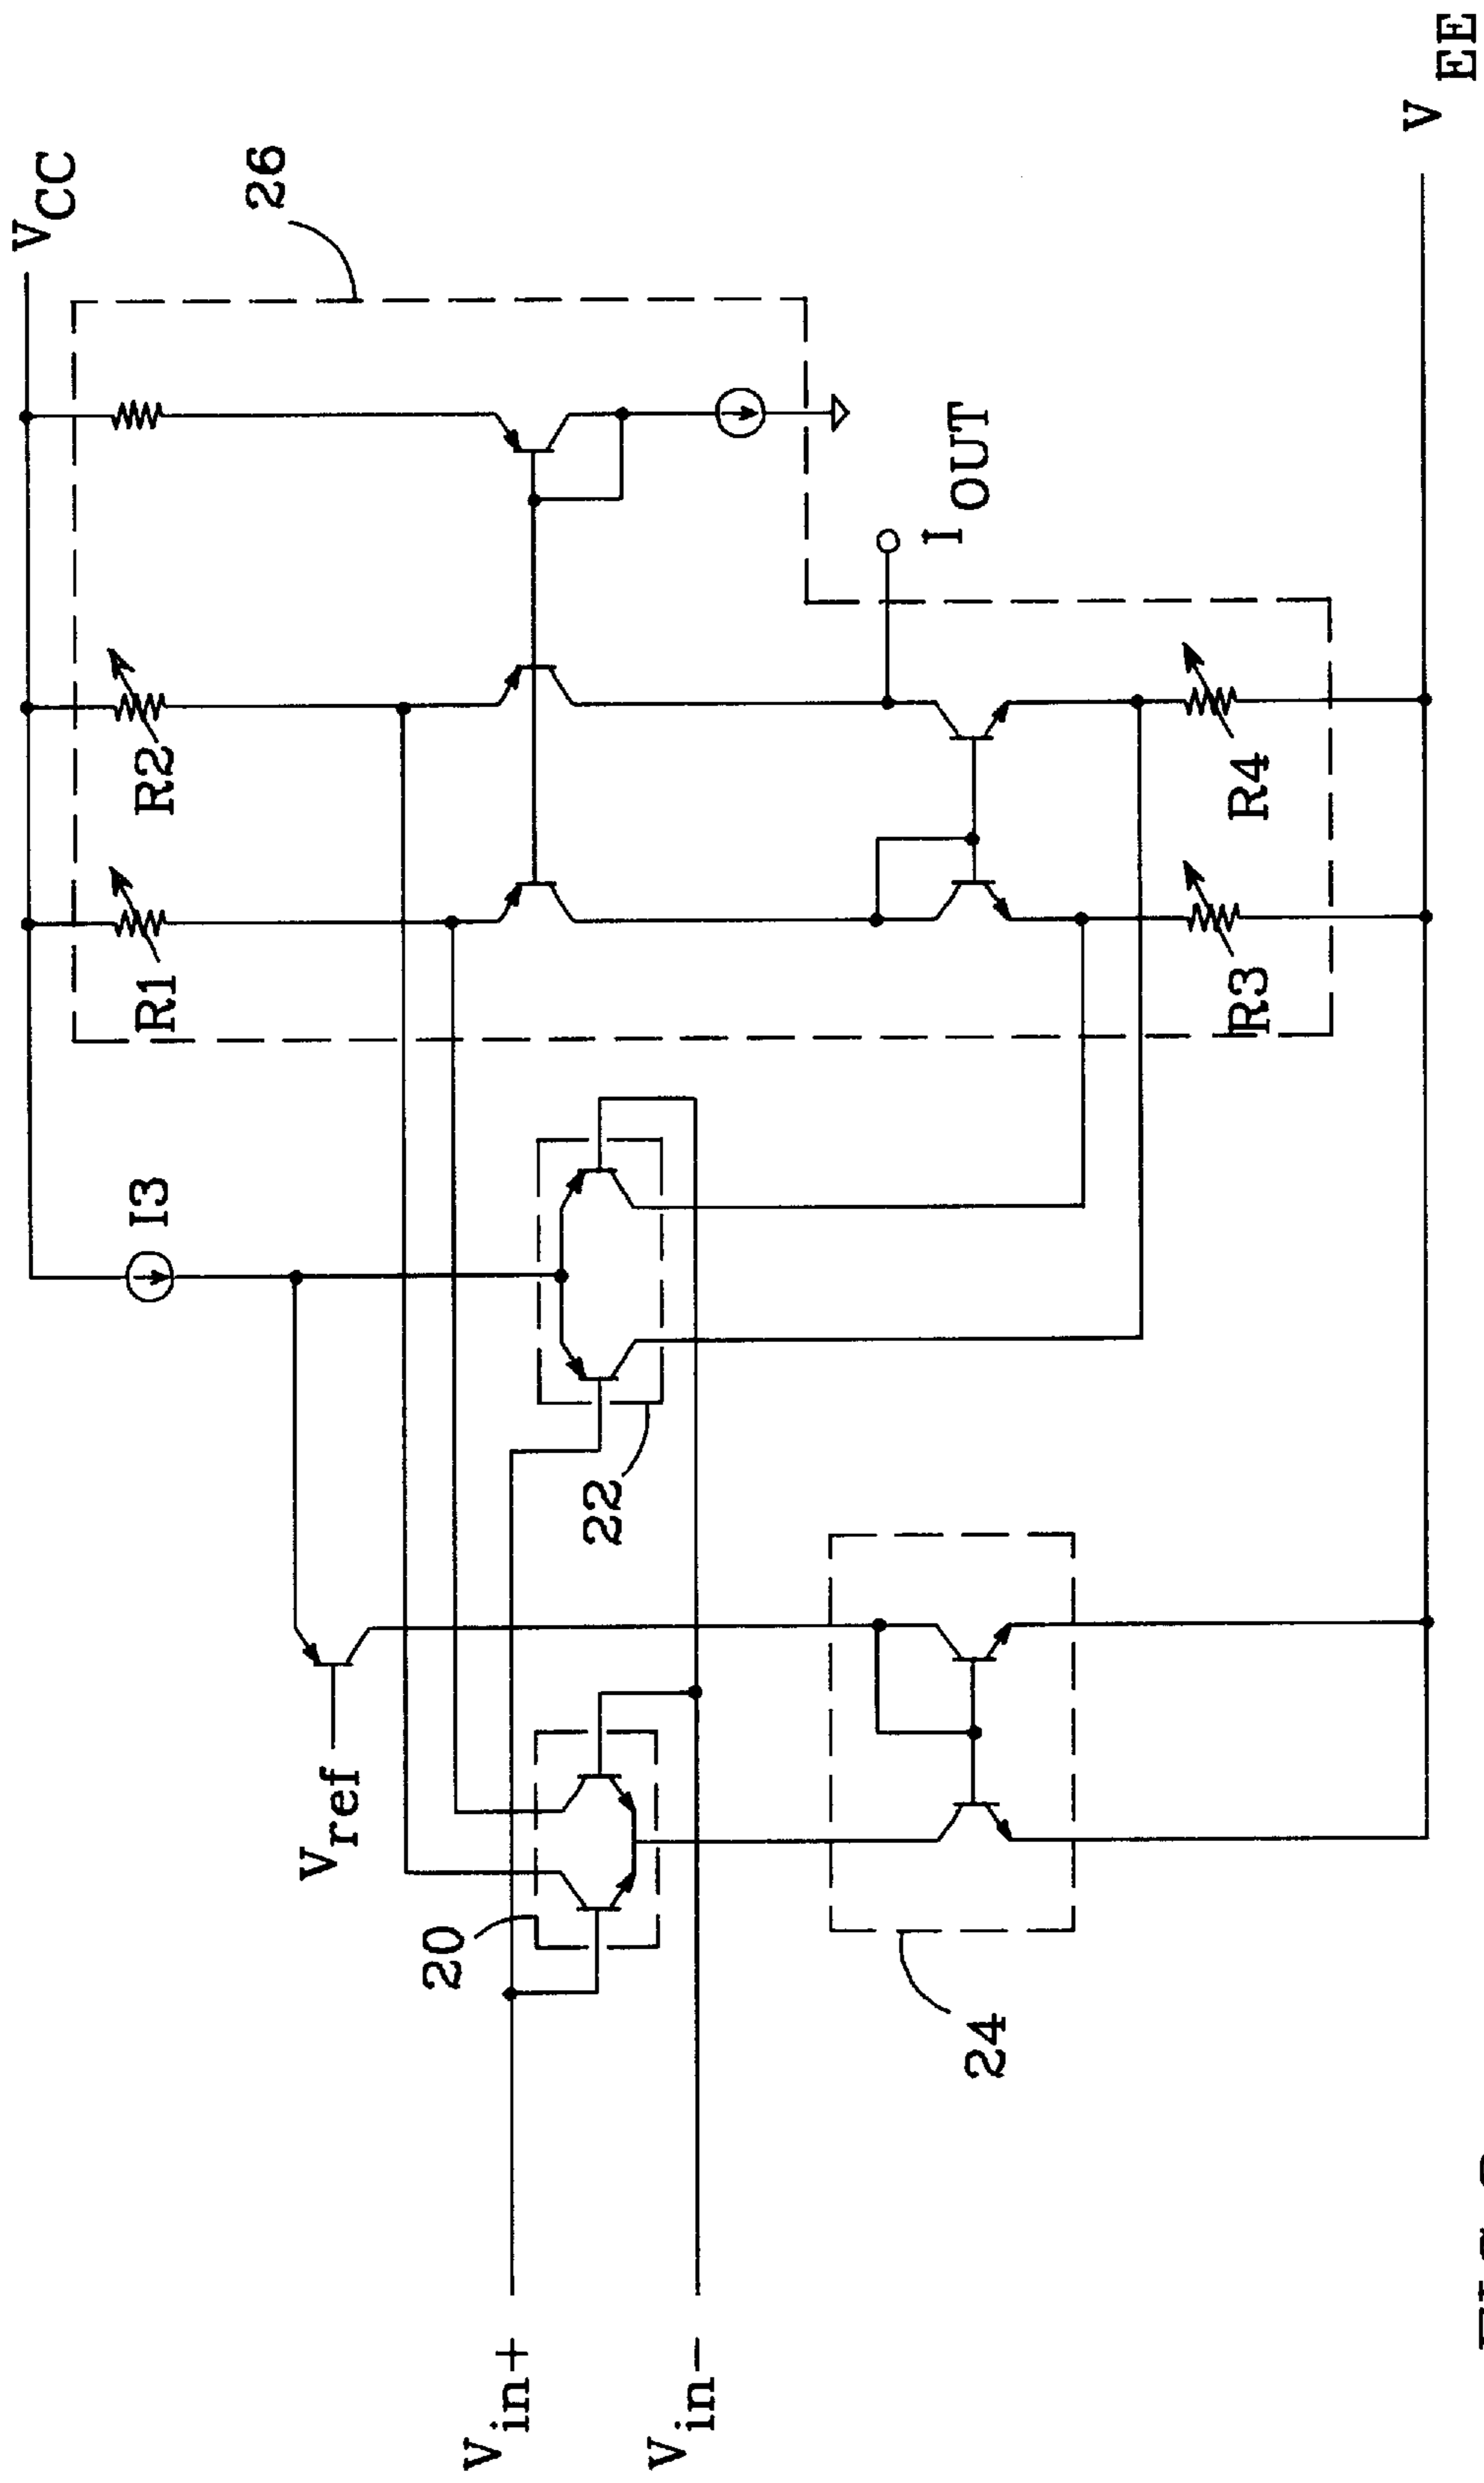 V_CC
26
R1
R2
I3
V_ref
I_OUT
20
22
V_in+
V_in-
24
R3
R4
V_EE